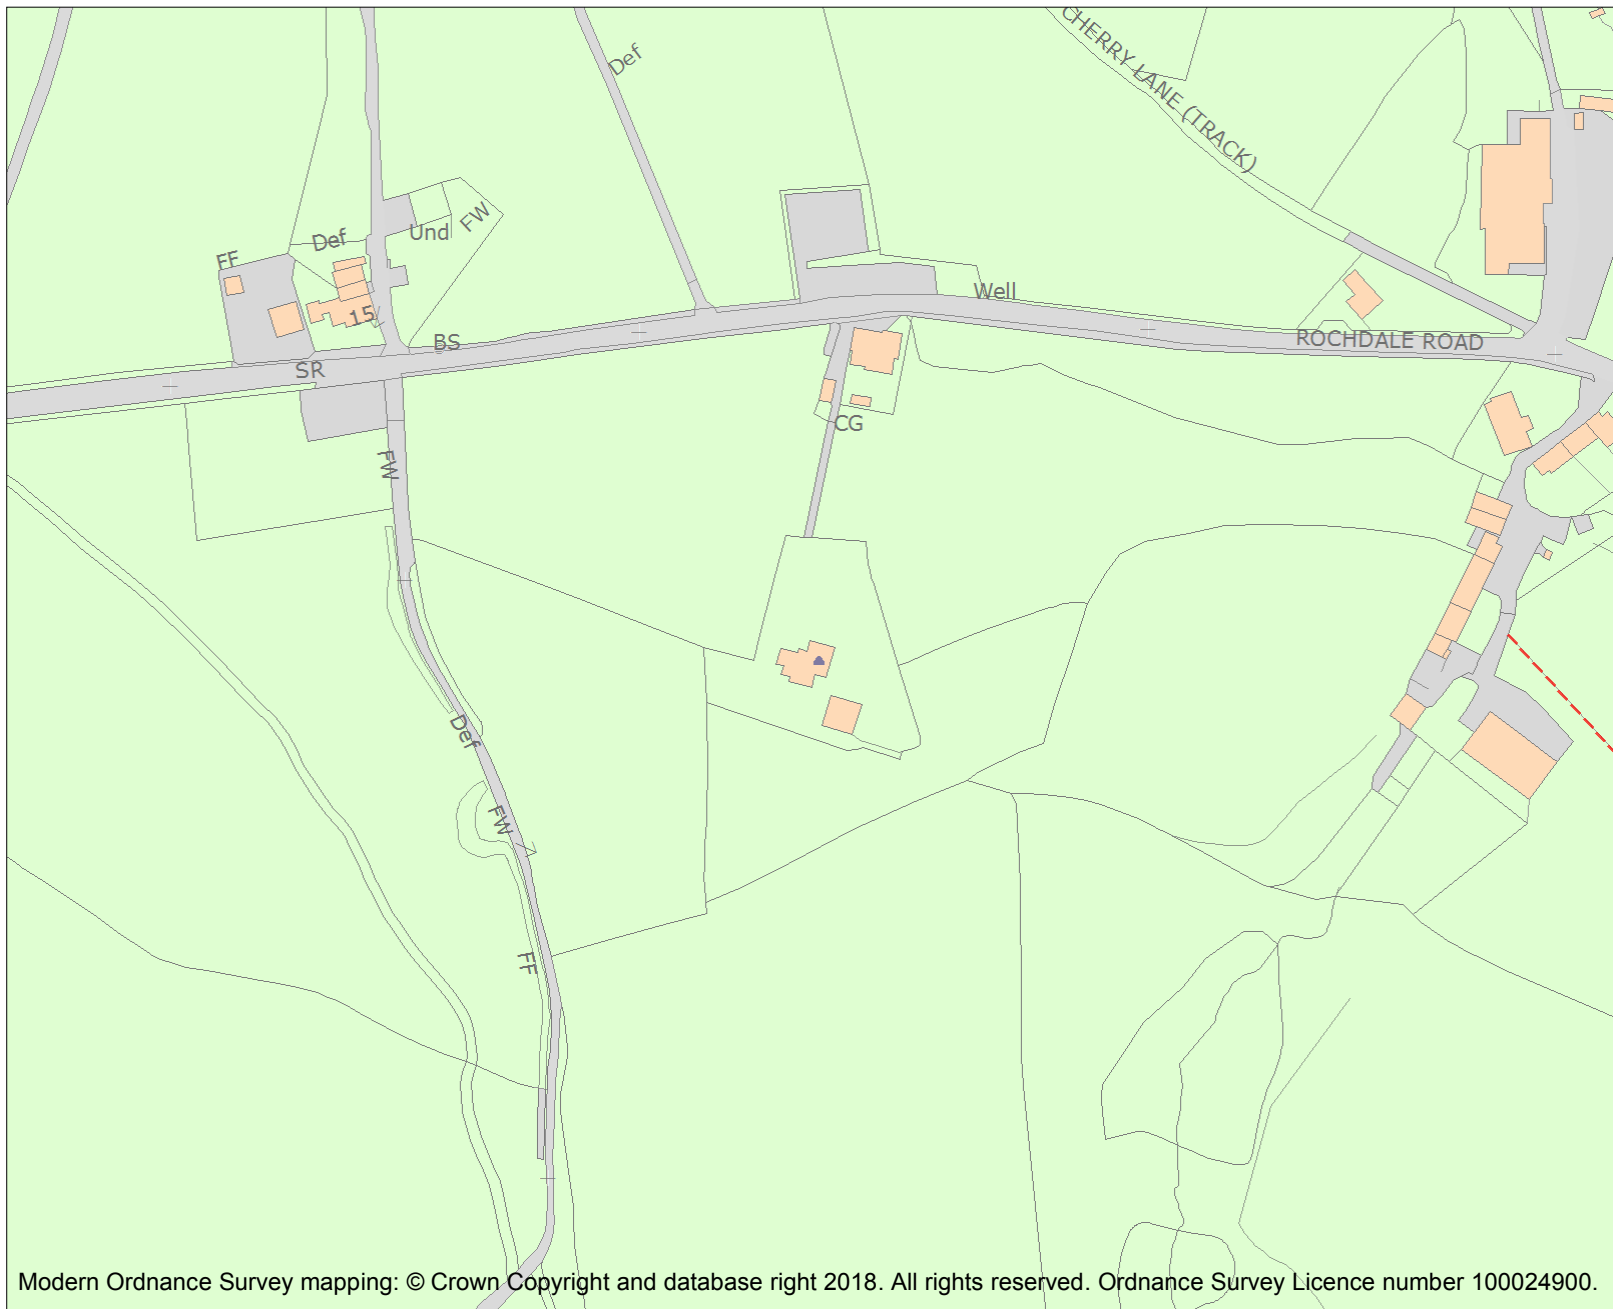 CHERRY LANE (TRACK)
Def
FW
Und
Def
FF
15
Well
BS
ROCHDALE ROAD
SR
CG
FW
Def
FW
FF
Modern Ordnance Survey mapping: © Crown Copyright and database right 2018. All rights reserved. Ordnance Survey Licence number 100024900.